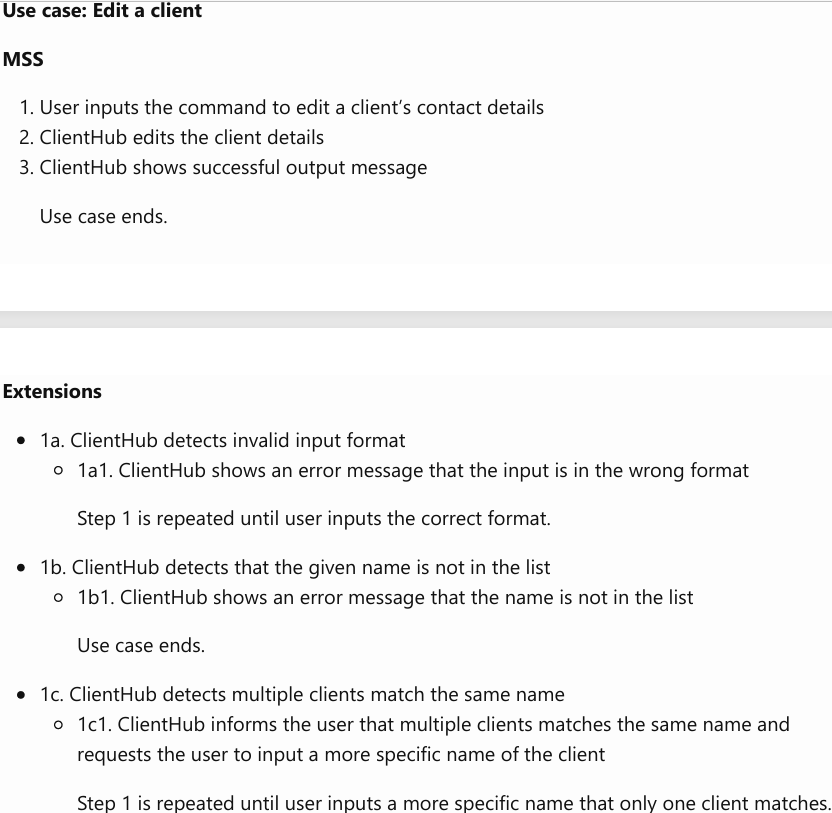 Use case: Edit a client
MSS
1. User inputs the command to edit a client's contact details
2. ClientHub edits the client details
3. ClientHub shows successful output message
Use case ends.
Extensions
• 1a. ClientHub detects invalid input format
○ 1a1. ClientHub shows an error message that the input is in the wrong format
Step 1 is repeated until user inputs the correct format.
• 1b. ClientHub detects that the given name is not in the list
○ 1b1. ClientHub shows an error message that the name is not in the list
Use case ends.
• 1c. ClientHub detects multiple clients match the same name
○ 1c1. ClientHub informs the user that multiple clients matches the same name and
requests the user to input a more specific name of the client
Step 1 is repeated until user inputs a more specific name that only one client matches.